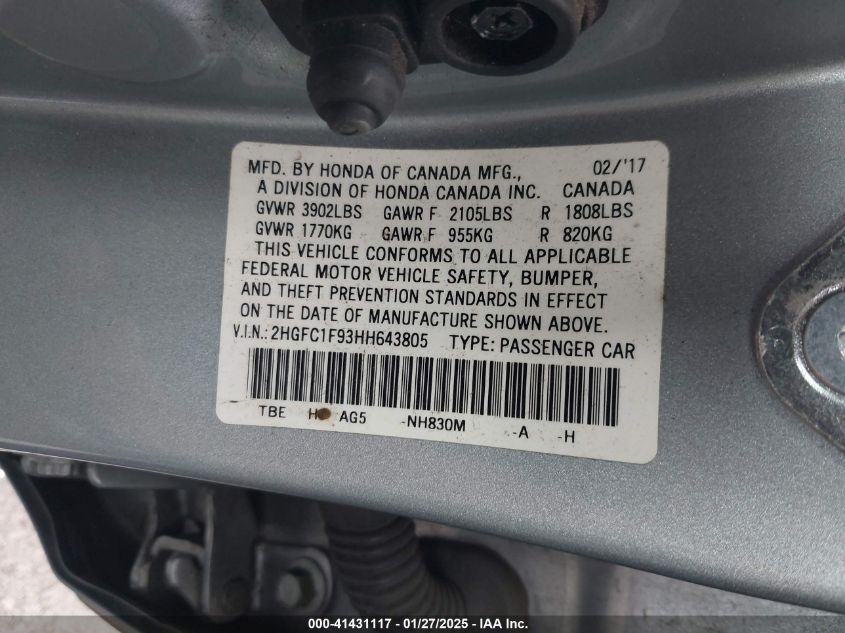 MFD. BY HONDA OF CANADA MFG., 02/'17
A DIVISION OF HONDA CANADA INC. CANADA
GVWR 3902LBS GAWR F 2105LBS R 1808LBS
GVWR 1770KG GAWR F 955KG R 820KG
THIS VEHICLE CONFORMS TO ALL APPLICABLE
FEDERAL MOTOR VEHICLE SAFETY, BUMPER,
AND THEFT PREVENTION STANDARDS IN EFFECT
ON THE DATE OF MANUFACTURE SHOWN ABOVE.
V.I.N.: 2HGFC1F93HH643805 TYPE: PASSENGER CAR
TBE H AG5 -NH830M -A -H
000-41431117 - 01/27/2025 - IAA Inc.